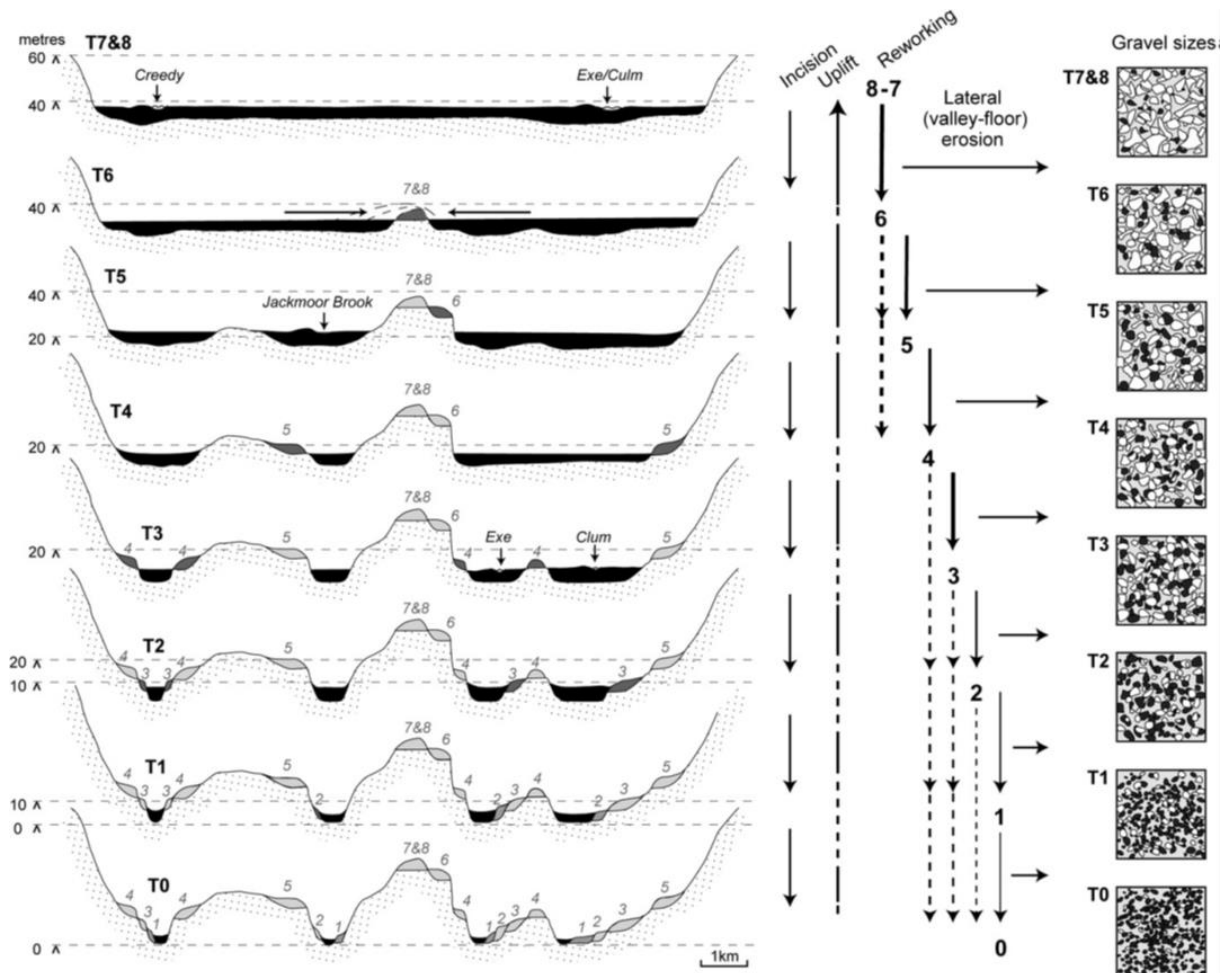 metres
T7&8
60
40
Creedy
Exe/Culm
T6
7&8
40
T5
7&8
6
40
Jackmoor Brook
20
T4
7&8
6
5
20
T3
7&8
6
5
4
4
4
4
5
20
Exe
Clum
T2
7&8
6
5
4
3
3
4
4
4
3
5
20
10
T1
7&8
6
5
4
3
3
4
2
4
2
3
4
2
3
5
10
0
T0
7&8
6
5
4
3
1
4
2
1
4
1
2
3
4
1
2
3
5
0
1km
Incision
Uplift
Reworking
8-7
Lateral
(valley-floor)
erosion
6
5
4
3
2
1
0
Gravel sizes
T7&8
T6
T5
T4
T3
T2
T1
T0